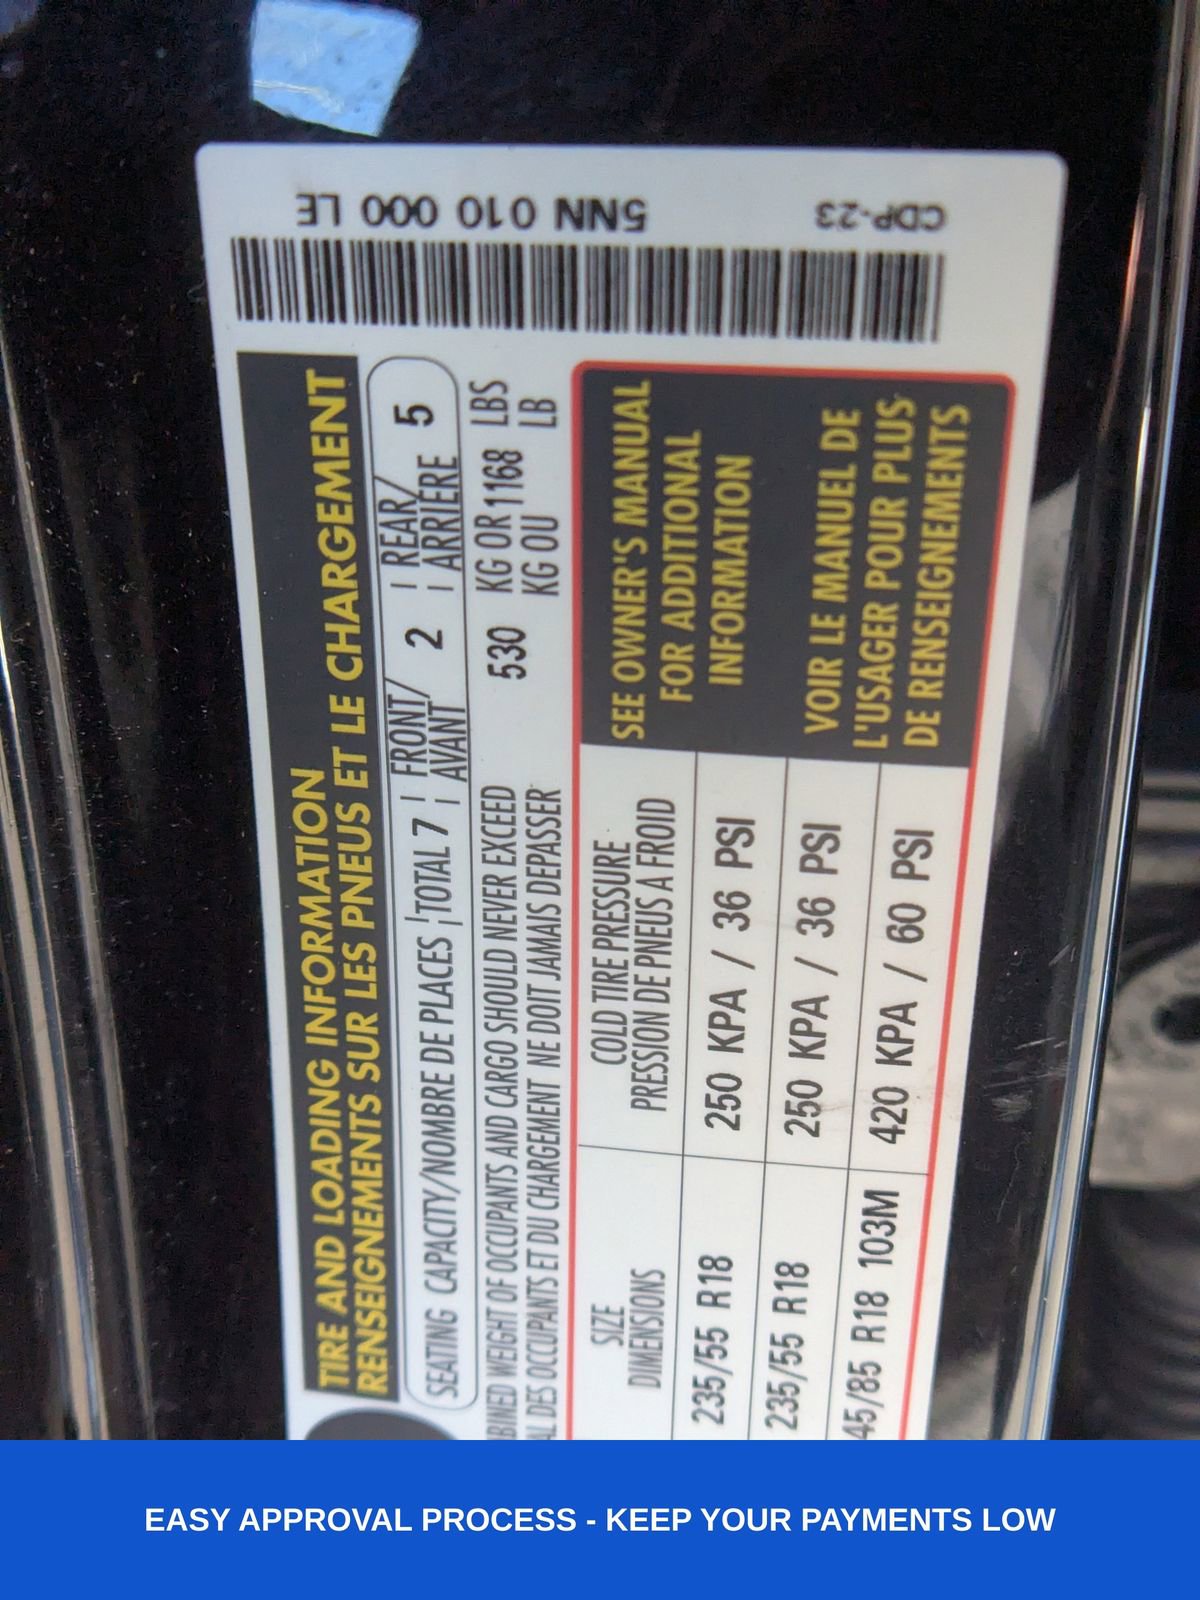 TIRE AND LOADING INFORMATION
RENSEIGNEMENTS SUR LES PNEUS ET LE CHARGEMENT
SEATING CAPACITY/NOMBRE DE PLACES TOTAL 7 FRONT/ AVANT 2 REAR/ ARRIÈRE 5
WEIGHT OF OCCUPANTS AND CARGO SHOULD NEVER EXCEED 530 KG OR 1168 LBS
DES OCCUPANTS ET DU CHARGEMENT NE DOIT JAMAIS DEPASSER KG OU LB
SIZE
DIMENSIONS
COLD TIRE PRESSURE
PRESSION DE PNEUS A FROID
235/55 R18 250 KPA / 36 PSI
235/55 R18 250 KPA / 36 PSI
45/85 R18 103M 420 KPA / 60 PSI
SEE OWNER'S MANUAL
FOR ADDITIONAL
INFORMATION
VOIR LE MANUEL DE
L'USAGER POUR PLUS
DE RENSEIGNEMENTS
5NN 010 000 LE
CDP-23
EASY APPROVAL PROCESS - KEEP YOUR PAYMENTS LOW